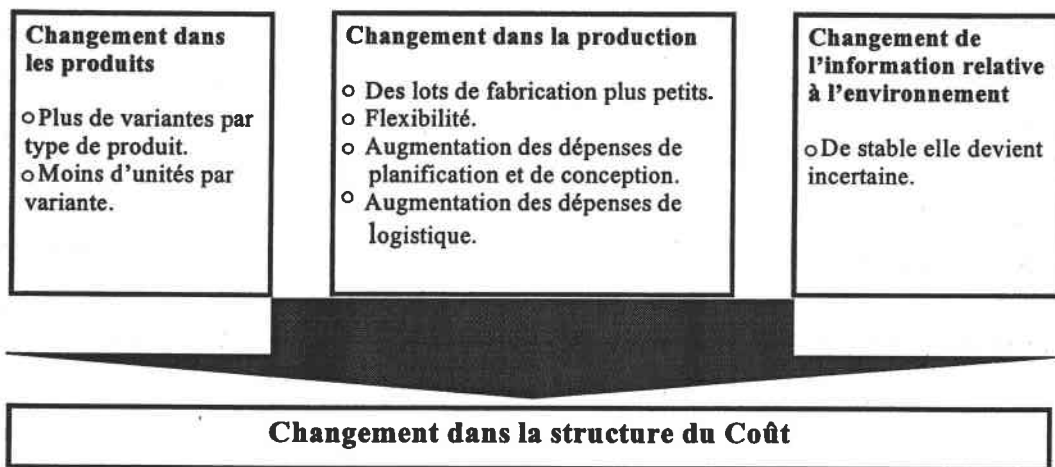 Changement dans
les produits
o Plus de variantes par
type de produit.
o Moins d'unités par
variante.
Changement dans la production
o Des lots de fabrication plus petits.
o Flexibilité.
o Augmentation des dépenses de
planification et de conception.
o Augmentation des dépenses de
logistique.
Changement de
l'information relative
à l'environnement
o De stable elle devient
incertaine.
Changement dans la structure du Coût